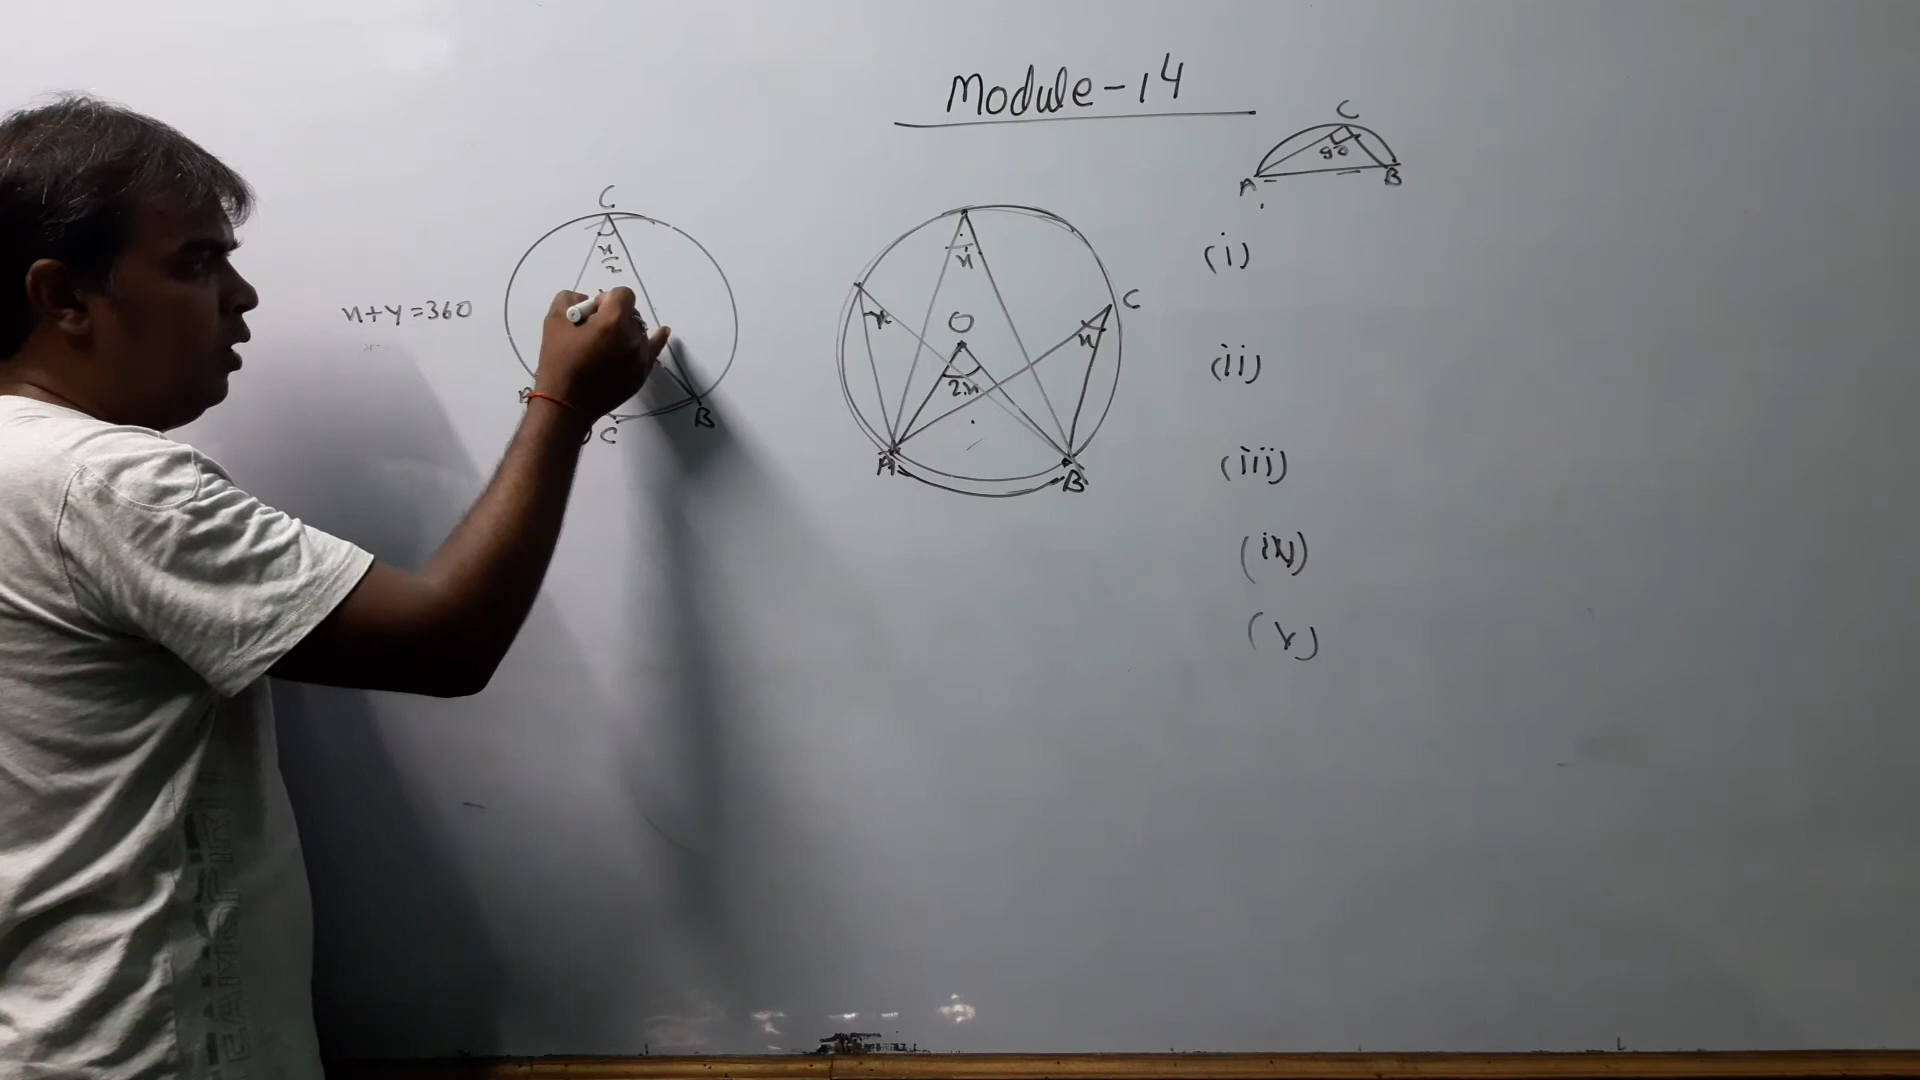 Module-14
C
90
A
B
C
x/2
x+y=360
B
C
x
x
C
x
O
2x
A
B
(i)
(ii)
(iii)
(iv)
(v)